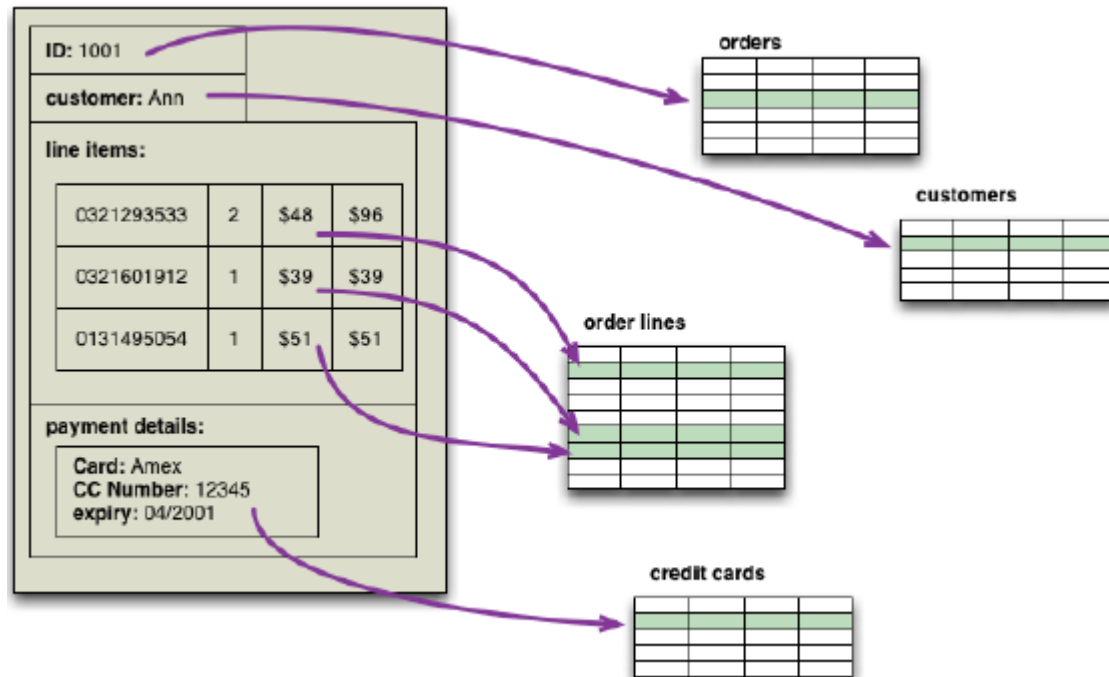 ID: 1001
customer: Ann
line items:
0321293533 2 $48 $96
0321601912 1 $39 $39
0131495054 1 $51 $51
payment details:
Card: Amex
CC Number: 12345
expiry: 04/2001
orders
customers
order lines
credit cards